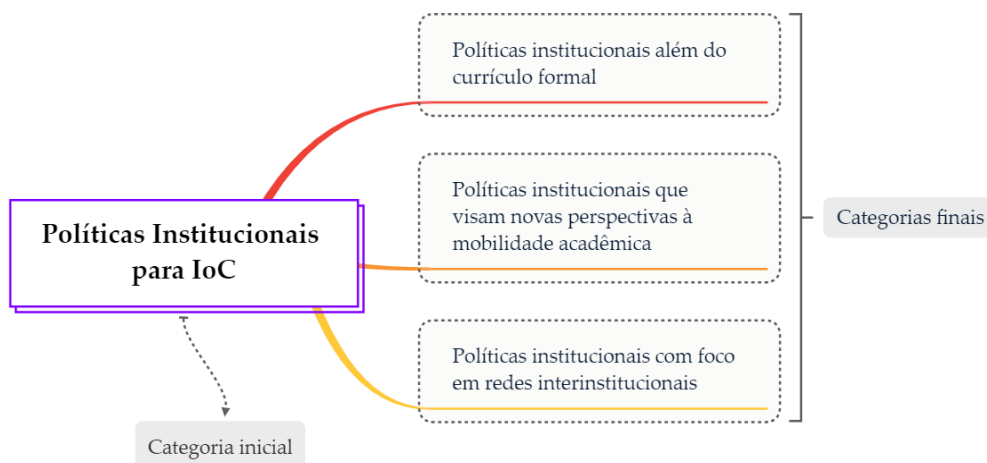 Políticas institucionais além do
currículo formal
Políticas institucionais que
visam novas perspectivas à
mobilidade acadêmica
Políticas Institucionais
para IoC
Categorias finais
Políticas institucionais com foco
em redes interinstitucionais
Categoria inicial